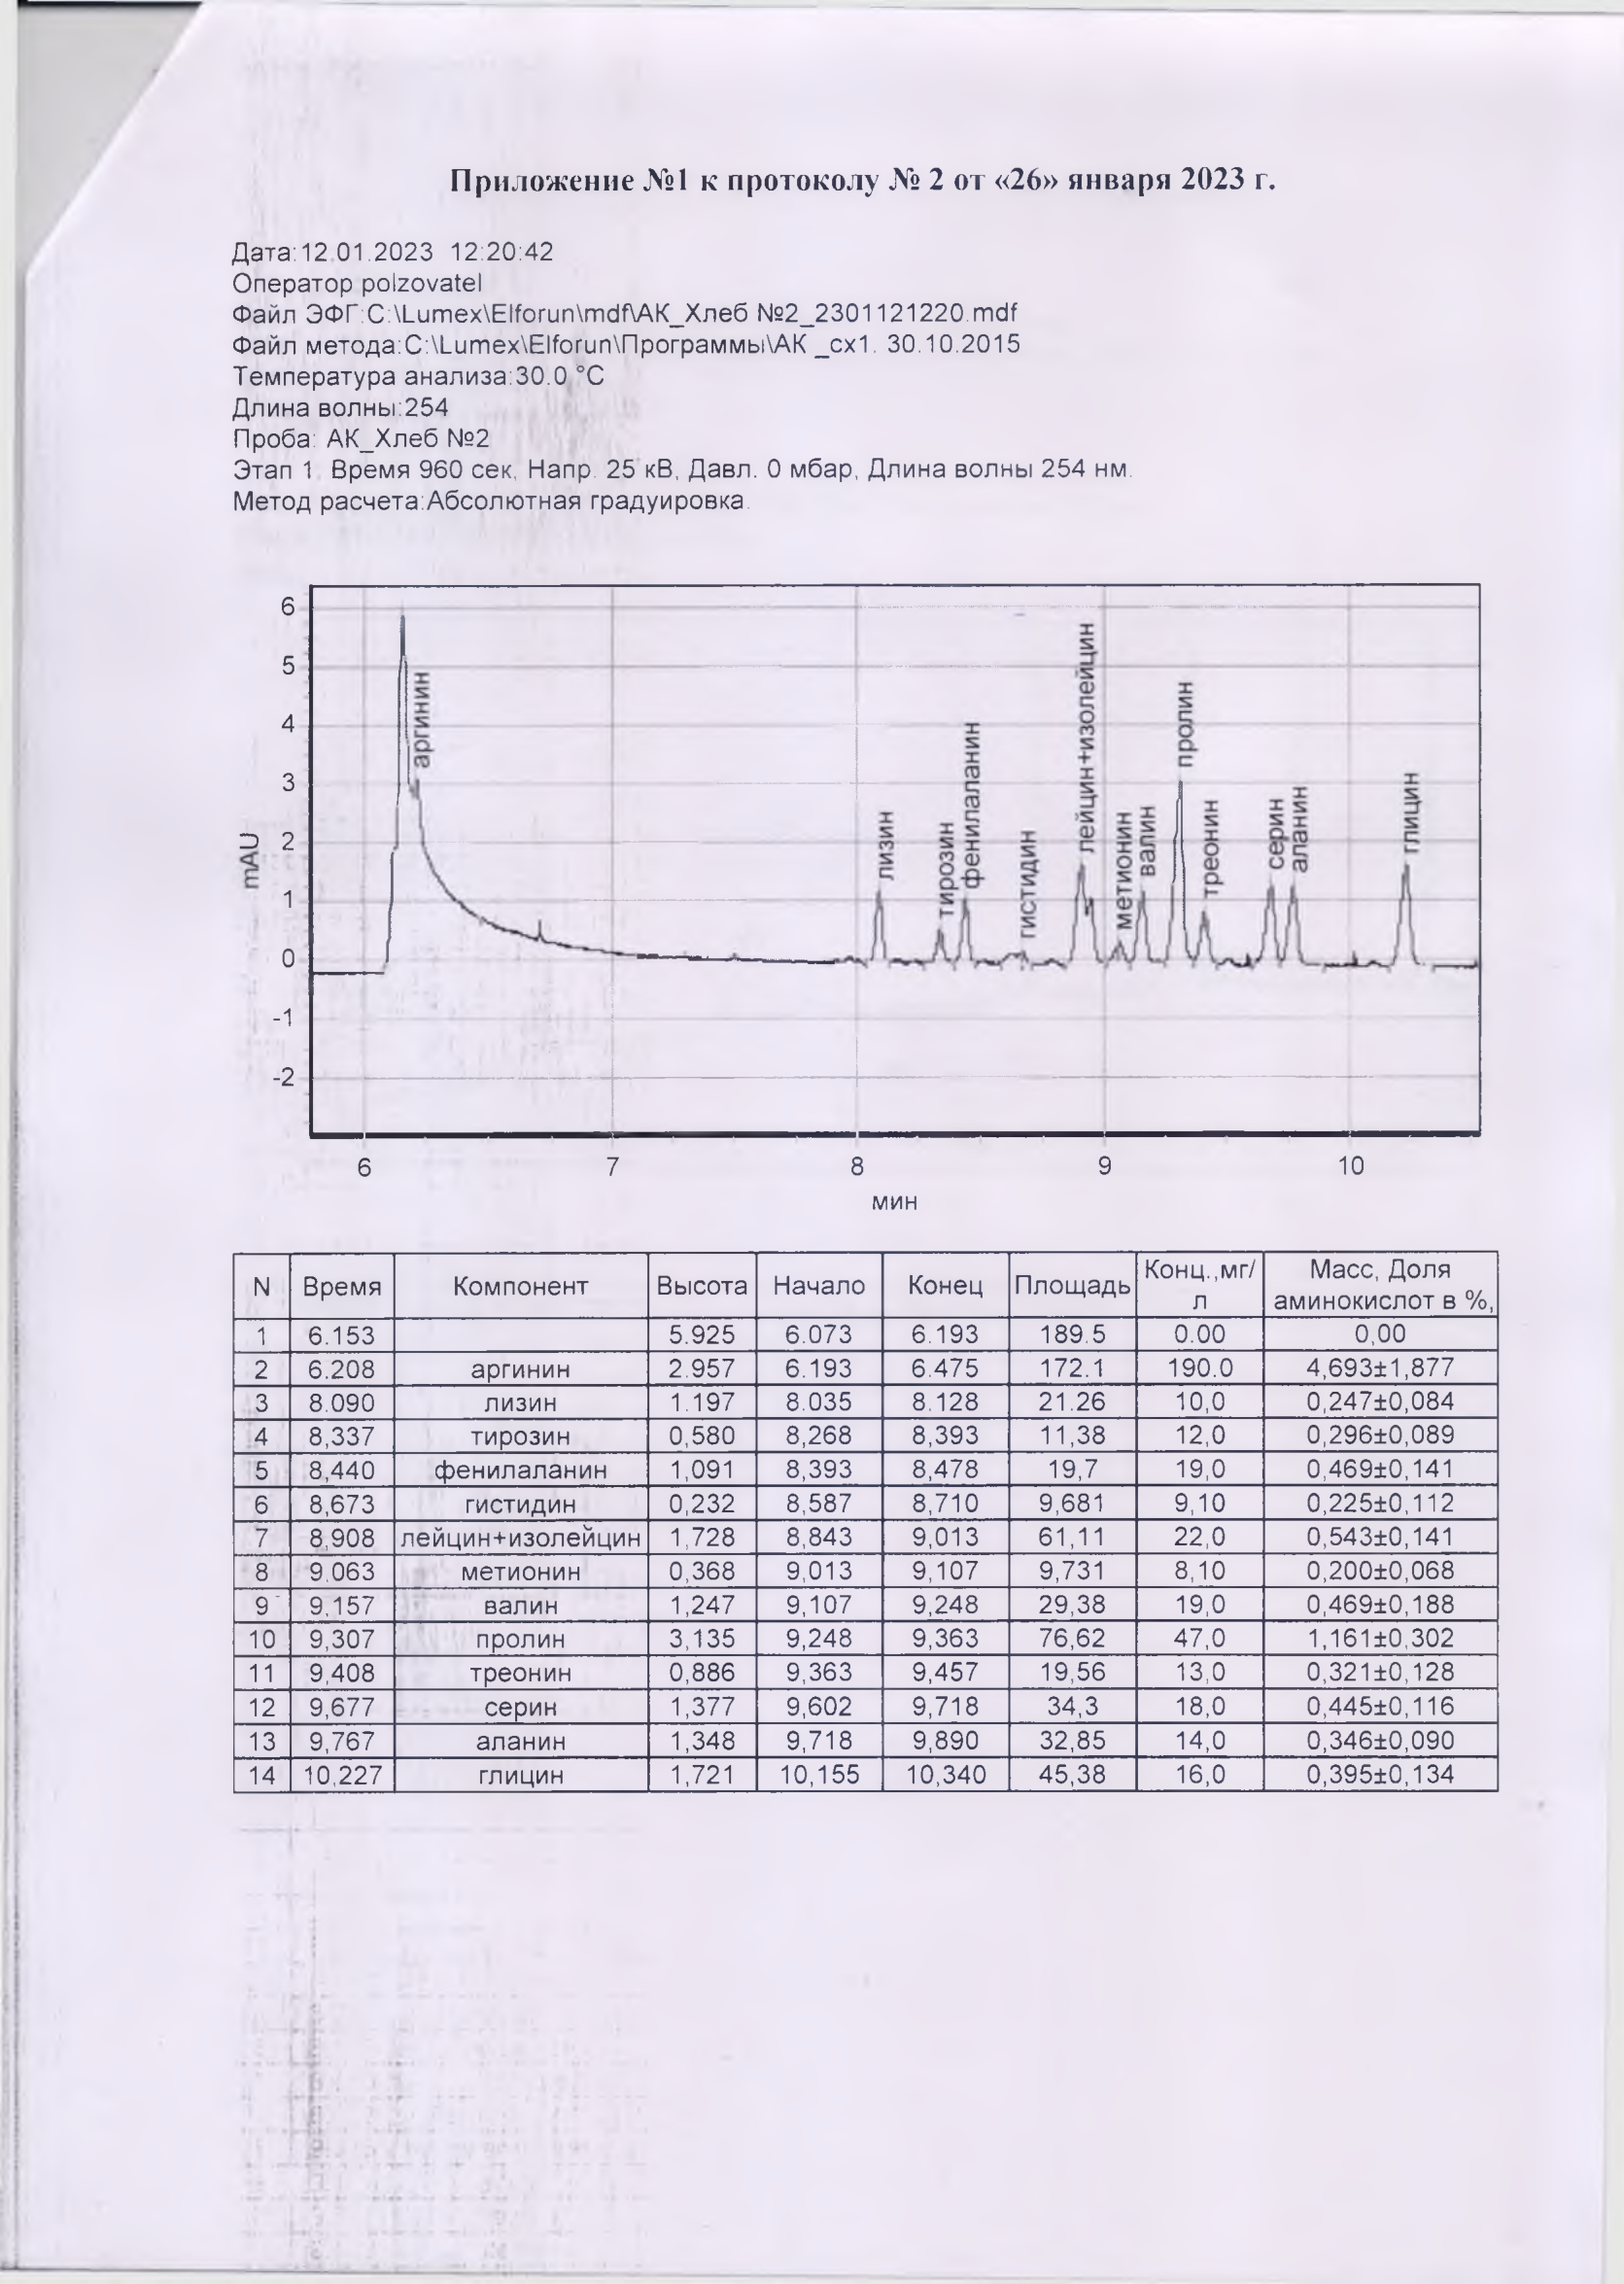 Приложение №1 к протоколу № 2 от «26» января 2023 г.
Дата:12.01.2023 12:20:42
Оператор:polzovatel
Файл ЭФГ:C:\Lumex\Elforun\mdf\АК_Хлеб №2_2301121220.mdf
Файл метода:C:\Lumex\Elforun\Программы\АК _сх1. 30.10.2015
Температура анализа:30.0 °C
Длина волны:254
Проба: АК_Хлеб №2
Этап 1, Время 960 сек, Напр. 25 кВ, Давл. 0 мбар, Длина волны 254 нм.
Метод расчета:Абсолютная градуировка.
mAU
6
5
4
3
2
1
0
-1
-2
аргинин
лизин
тирозин
фенилаланин
гистидин
лейцин+изолейцин
метионин
валин
пролин
треонин
серин
аланин
глицин
6 7 8 9 10
мин
N Время Компонент Высота Начало Конец Площадь Конц.,мг/л Масс, Доля аминокислот в %,
1 6.153 5.925 6.073 6.193 189.5 0.00 0,00
2 6.208 аргинин 2.957 6.193 6.475 172.1 190.0 4,693±1,877
3 8.090 лизин 1.197 8.035 8.128 21.26 10,0 0,247±0,084
4 8,337 тирозин 0,580 8,268 8,393 11,38 12,0 0,296±0,089
5 8,440 фенилаланин 1,091 8,393 8,478 19,7 19,0 0,469±0,141
6 8,673 гистидин 0,232 8,587 8,710 9,681 9,10 0,225±0,112
7 8,908 лейцин+изолейцин 1,728 8,843 9,013 61,11 22,0 0,543±0,141
8 9.063 метионин 0,368 9,013 9,107 9,731 8,10 0,200±0,068
9 9.157 валин 1,247 9,107 9,248 29,38 19,0 0,469±0,188
10 9,307 пролин 3,135 9,248 9,363 76,62 47,0 1,161±0,302
11 9,408 треонин 0,886 9,363 9,457 19,56 13,0 0,321±0,128
12 9,677 серин 1,377 9,602 9,718 34,3 18,0 0,445±0,116
13 9,767 аланин 1,348 9,718 9,890 32,85 14,0 0,346±0,090
14 10,227 глицин 1,721 10,155 10,340 45,38 16,0 0,395±0,134